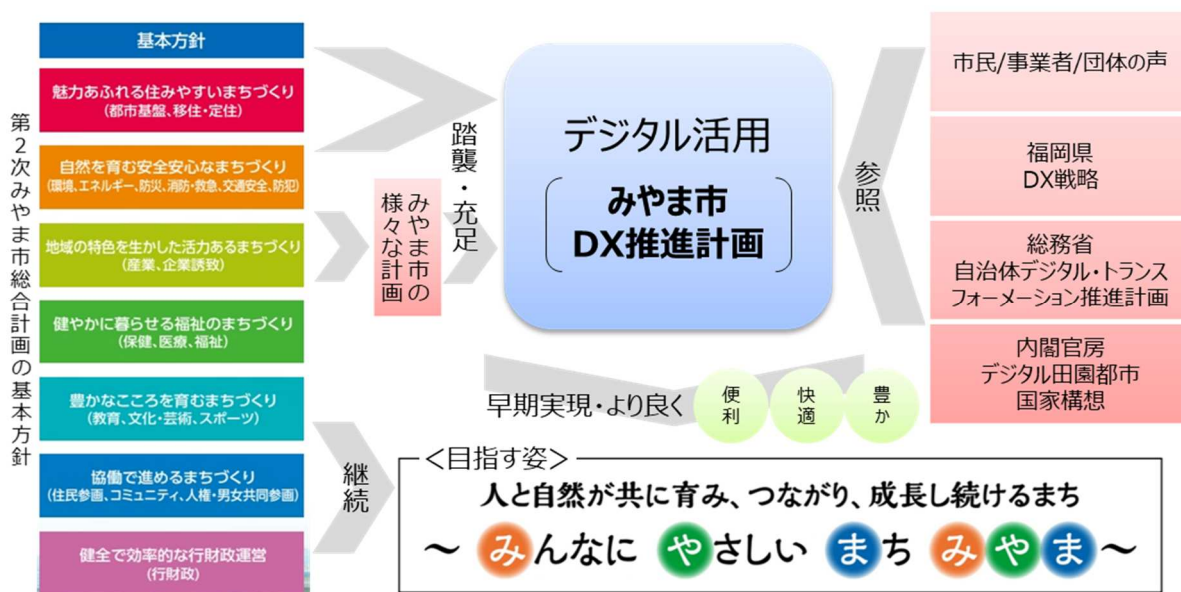 第2次みやま市総合計画の基本方針
基本方針
魅力あふれる住みやすいまちづくり
(都市基盤、移住・定住)
自然を育む安全安心なまちづくり
(環境、エネルギー、防災、消防・救急、交通安全、防犯)
地域の特色を生かした活力あるまちづくり
(産業、企業誘致)
健やかに暮らせる福祉のまちづくり
(保健、医療、福祉)
豊かなこころを育むまちづくり
(教育、文化・芸術、スポーツ)
協働で進めるまちづくり
(住民参画、コミュニティ、人権・男女共同参画)
健全で効率的な行財政運営
(行財政)
みやま市の
様々な計画
踏襲・充足
デジタル活用
みやま市
DX推進計画
参照
市民/事業者/団体の声
福岡県
DX戦略
総務省
自治体デジタル・トランス
フォーメーション推進計画
内閣官房
デジタル田園都市
国家構想
早期実現・より良く
便利
快適
豊か
継続
<目指す姿>
人と自然が共に育み、つながり、成長し続けるまち
～ みんなに やさしい まち みやま～